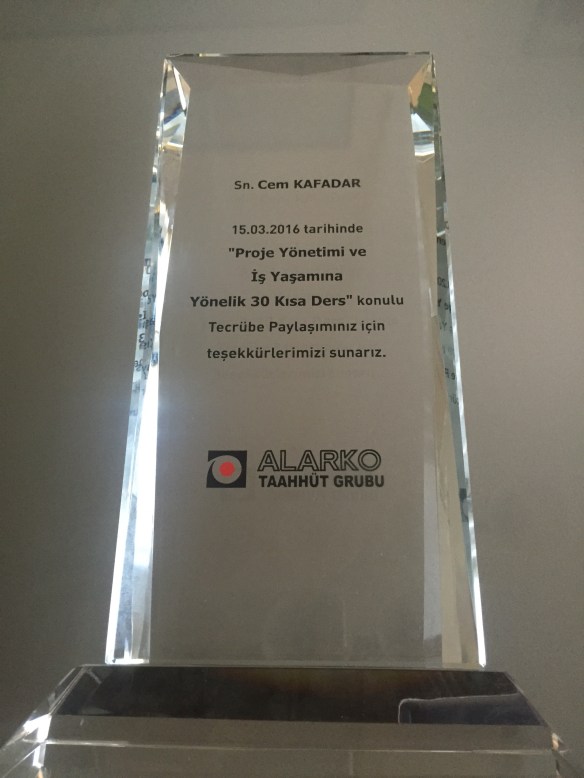 Sn. Cem KAFADAR
15.03.2016 tarihinde
"Proje Yönetimi ve
İş Yaşamına
Yönelik 30 Kısa Ders" konulu
Tecrübe Paylaşımınız için
teşekkürlerimizi sunarız.
ALARKO
TAAHHÜT GRUBU